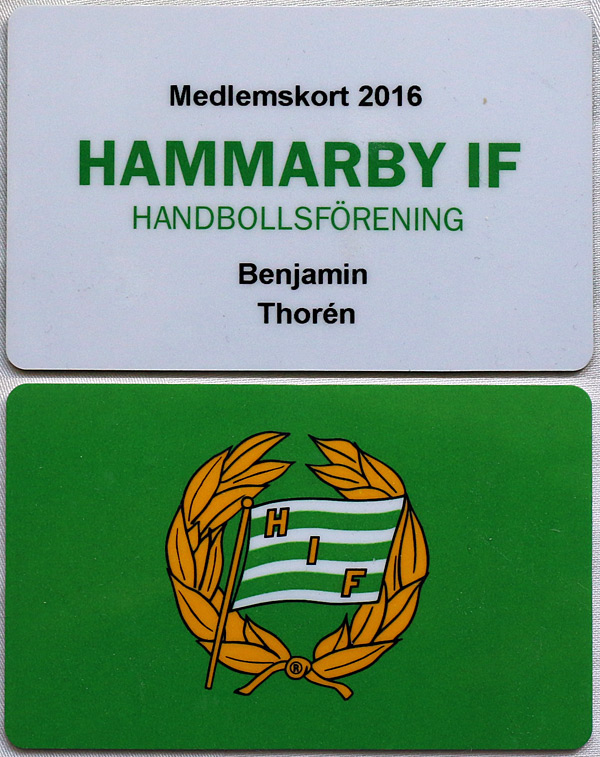 Medlemskort 2016
HAMMARBY IF
HANDBOLLSFÖRENING
Benjamin
Thorén
H
I
F
®